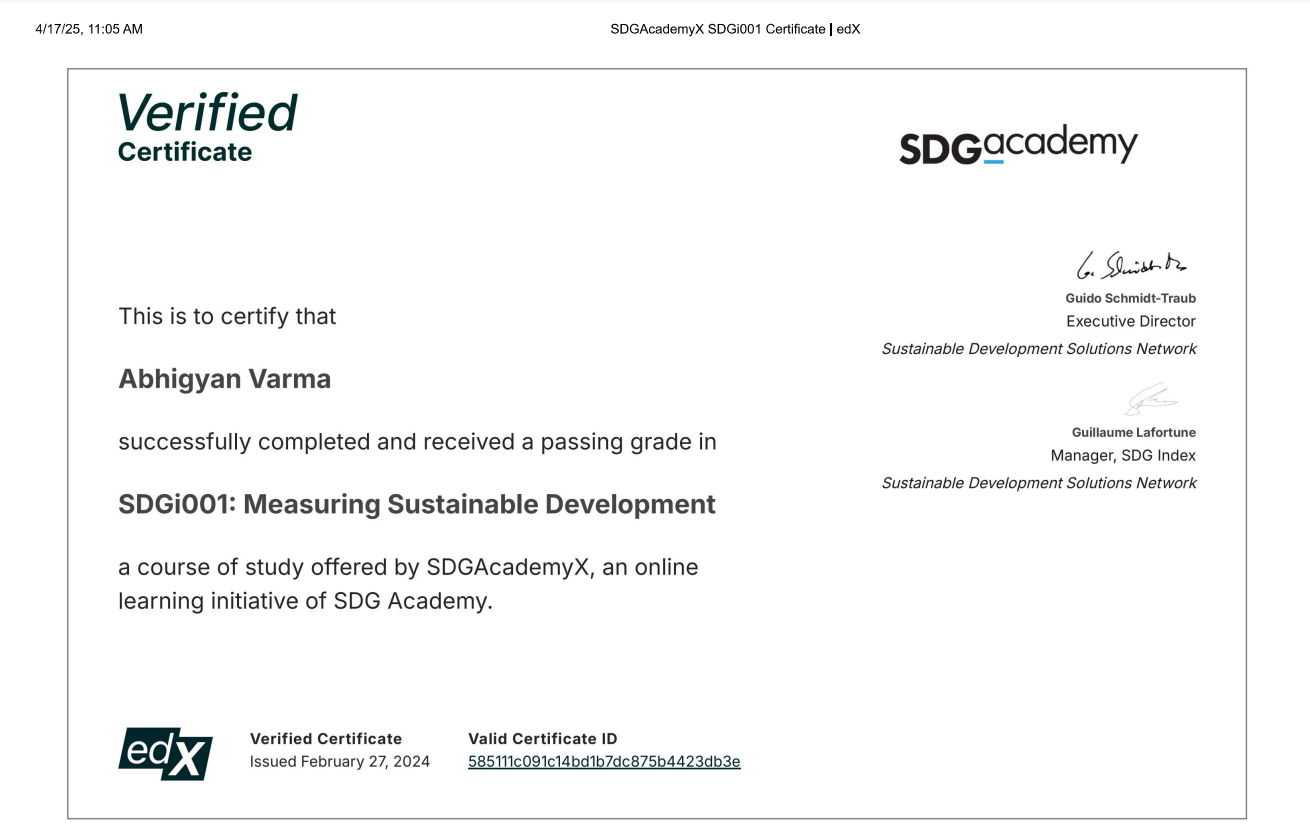 4/17/25, 11:05 AM
SDGAcademyX SDGi001 Certificate | edX
Verified
Certificate
SDGacademy
This is to certify that
Abhigyan Varma
successfully completed and received a passing grade in
SDGi001: Measuring Sustainable Development
a course of study offered by SDGAcademyX, an online
learning initiative of SDG Academy.
Guido Schmidt-Traub
Executive Director
Sustainable Development Solutions Network
Guillaume Lafortune
Manager, SDG Index
Sustainable Development Solutions Network
edX
Verified Certificate
Issued February 27, 2024
Valid Certificate ID
585111c091c14bd1b7dc875b4423db3e